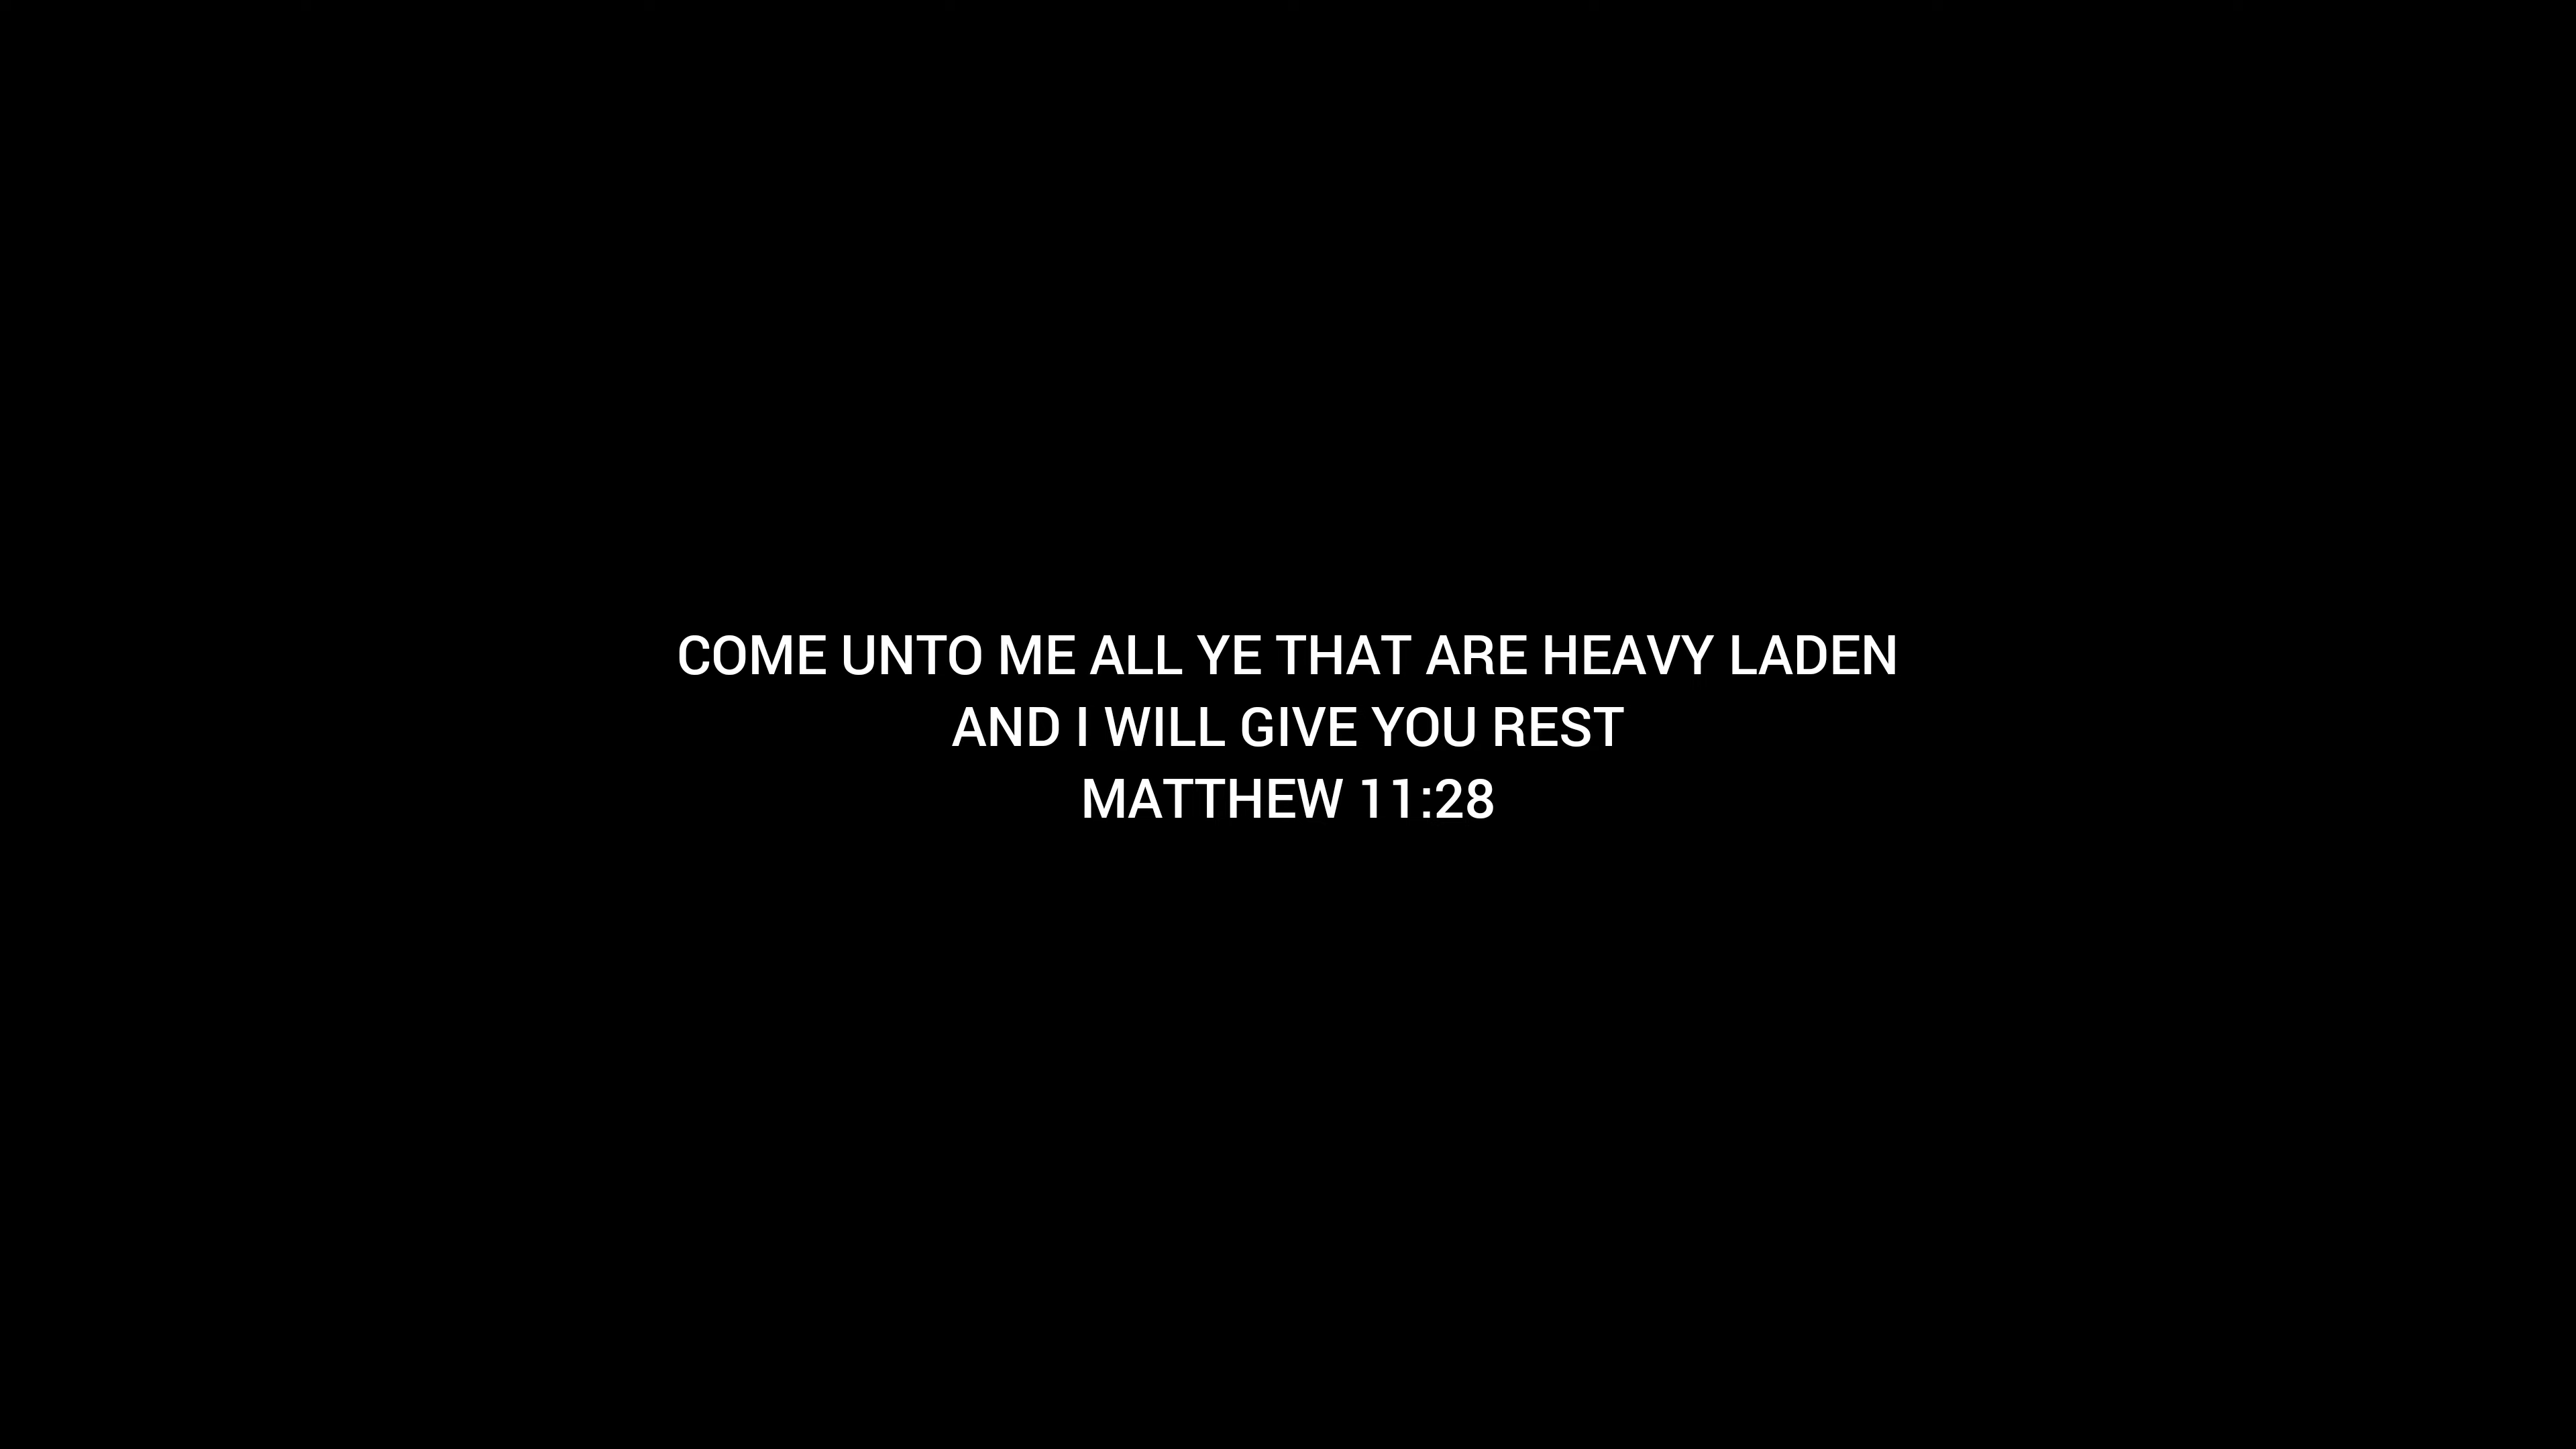 COME UNTO ME ALL YE THAT ARE HEAVY LADEN
AND I WILL GIVE YOU REST
MATTHEW 11:28